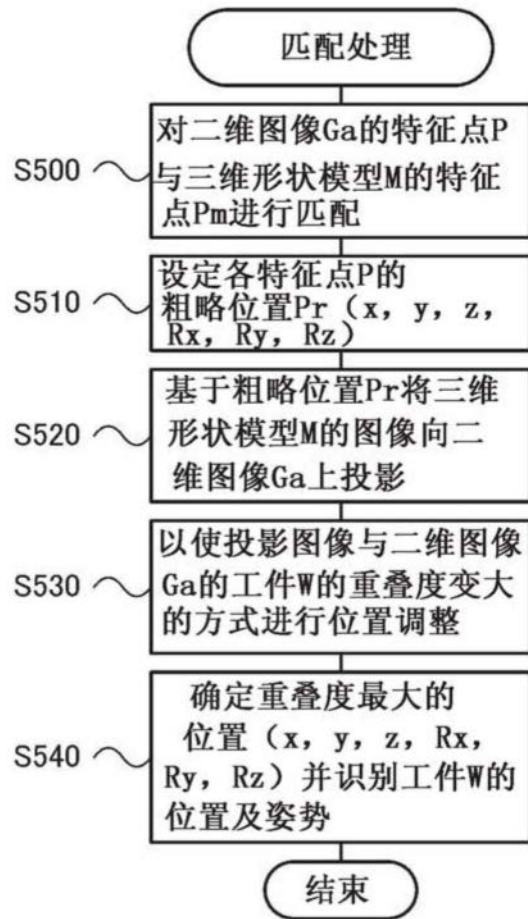 匹配处理
S500
对二维图像Ga的特征点P
与三维形状模型M的特征
点Pm进行匹配
S510
设定各特征点P的
粗略位置Pr（x，y，z，
Rx，Ry，Rz）
S520
基于粗略位置Pr将三维
形状模型M的图像向二
维图像Ga上投影
S530
以使投影图像与二维图像
Ga的工件W的重叠度变大
的方式进行位置调整
S540
确定重叠度最大的
位置（x，y，z，Rx，
Ry，Rz）并识别工件W的
位置及姿势
结束